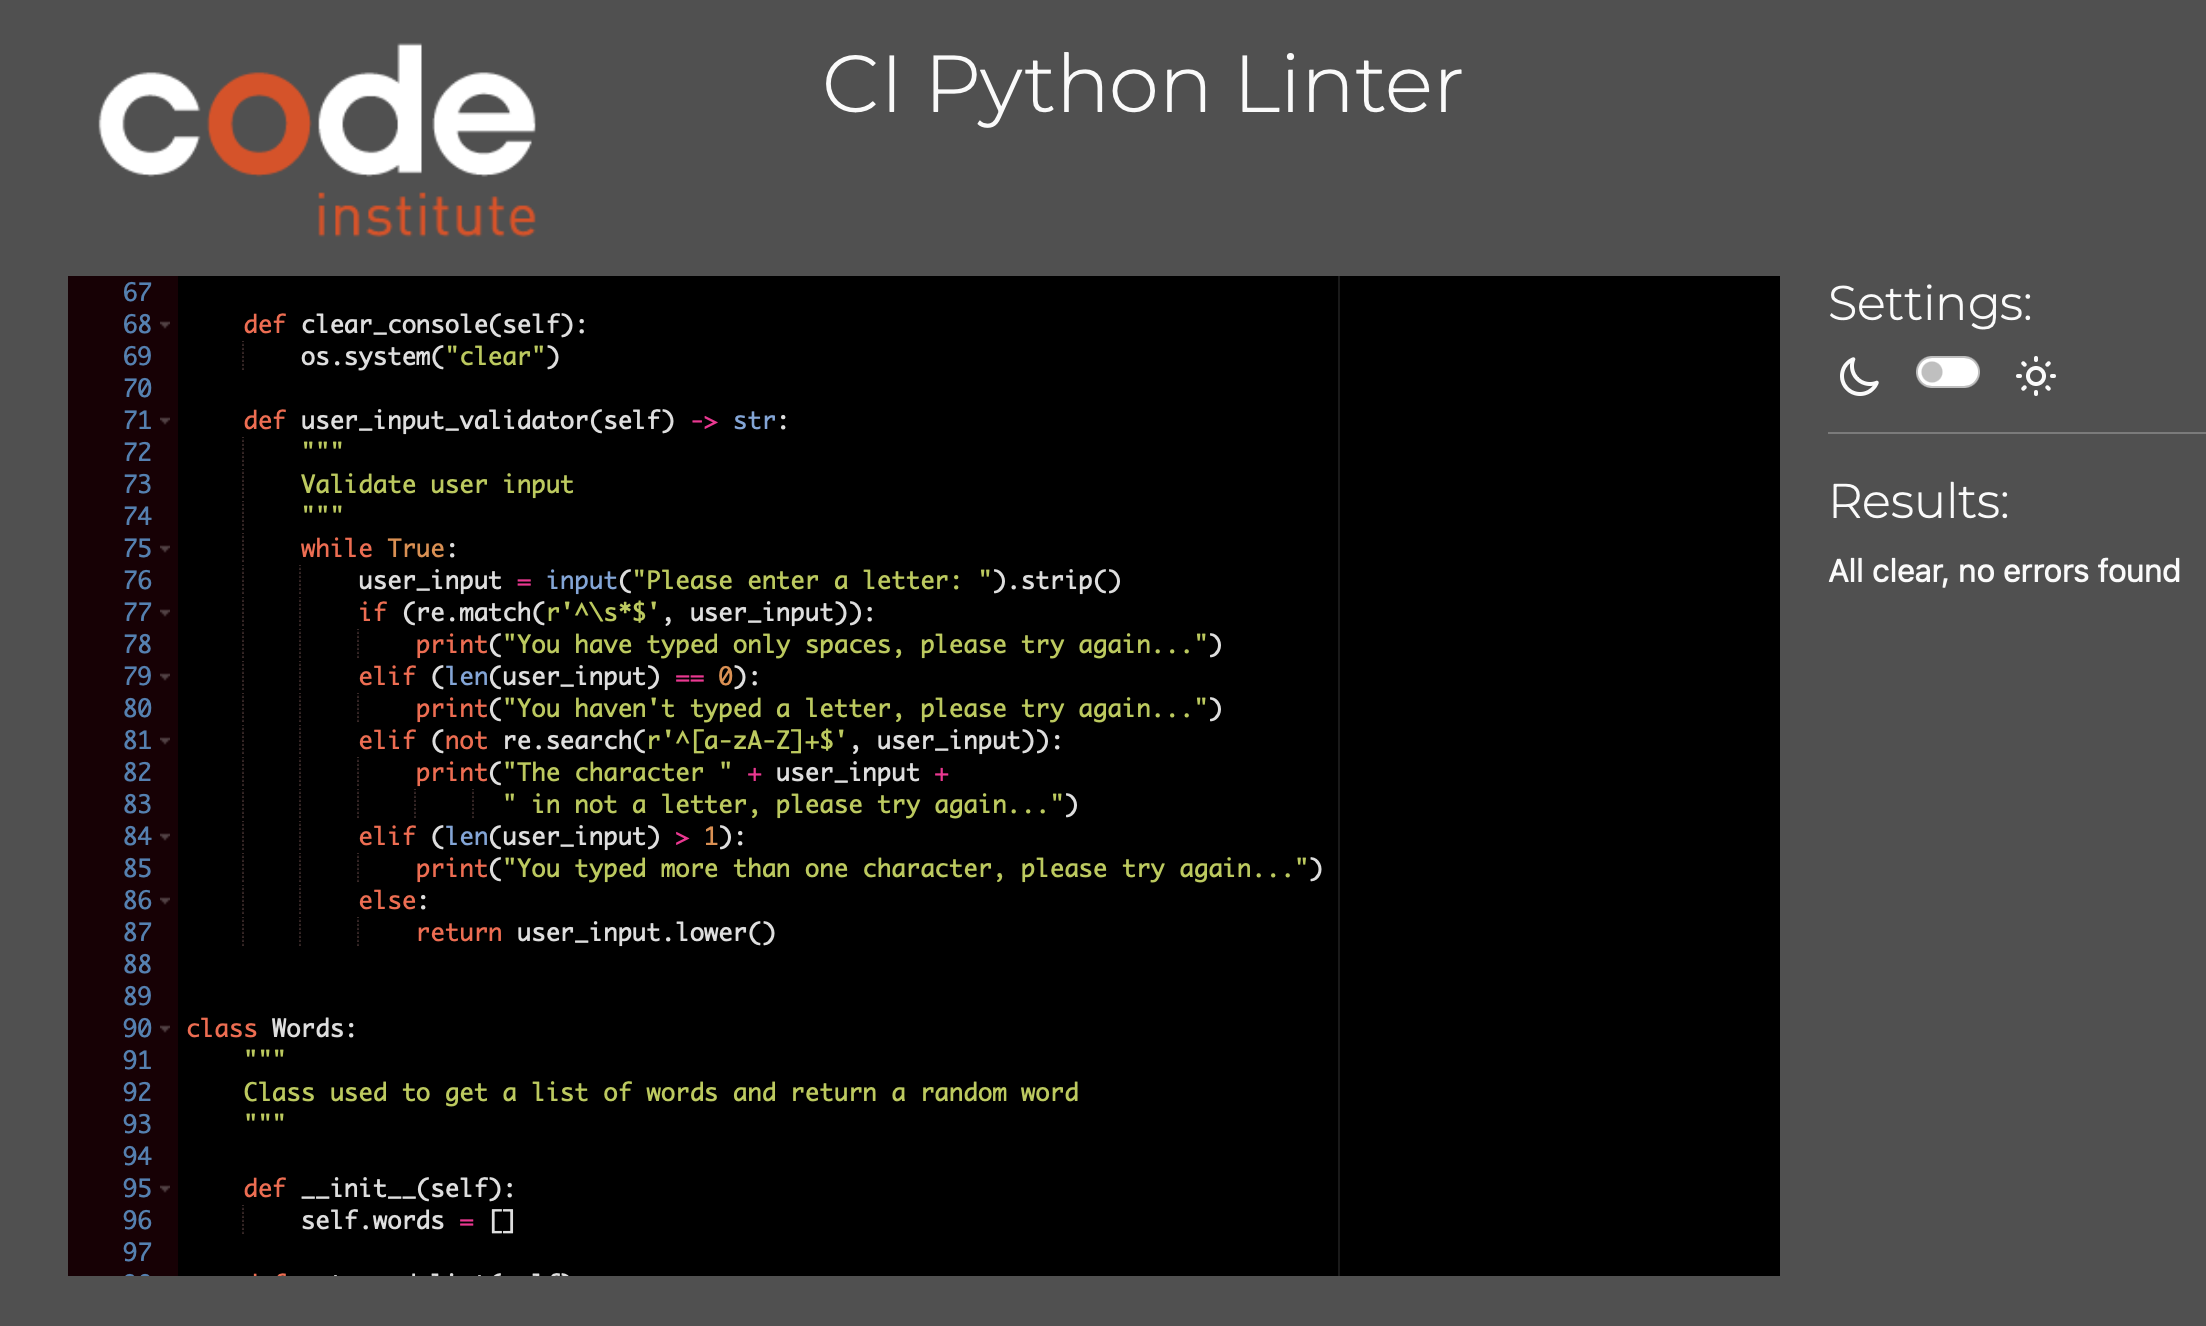 code
institute
CI Python Linter
67
68 def clear_console(self):
69 os.system("clear")
70
71 def user_input_validator(self) -> str:
72 """
73 Validate user input
74 """
75 while True:
76 user_input = input("Please enter a letter: ").strip()
77 if (re.match(r'^\s*$', user_input)):
78 print("You have typed only spaces, please try again...")
79 elif (len(user_input) == 0):
80 print("You haven't typed a letter, please try again...")
81 elif (not re.search(r'^[a-zA-Z]+$', user_input)):
82 print("The character " + user_input +
83 " in not a letter, please try again...")
84 elif (len(user_input) > 1):
85 print("You typed more than one character, please try again...")
86 else:
87 return user_input.lower()
88
89
90 class Words:
91 """
92 Class used to get a list of words and return a random word
93 """
94
95 def __init__(self):
96 self.words = []
97
Settings:
Results:
All clear, no errors found